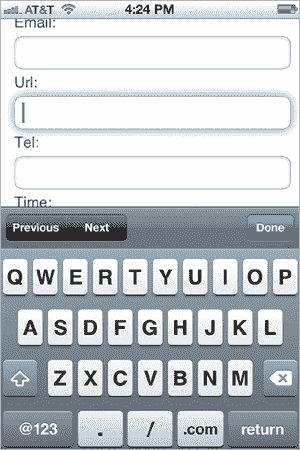 AT&T 4:24 PM
Email:
Url:
Tel:
Time:
Previous Next Done
Q W E R T Y U I O P
A S D F G H J K L
Z X C V B N M
@123 . / .com return